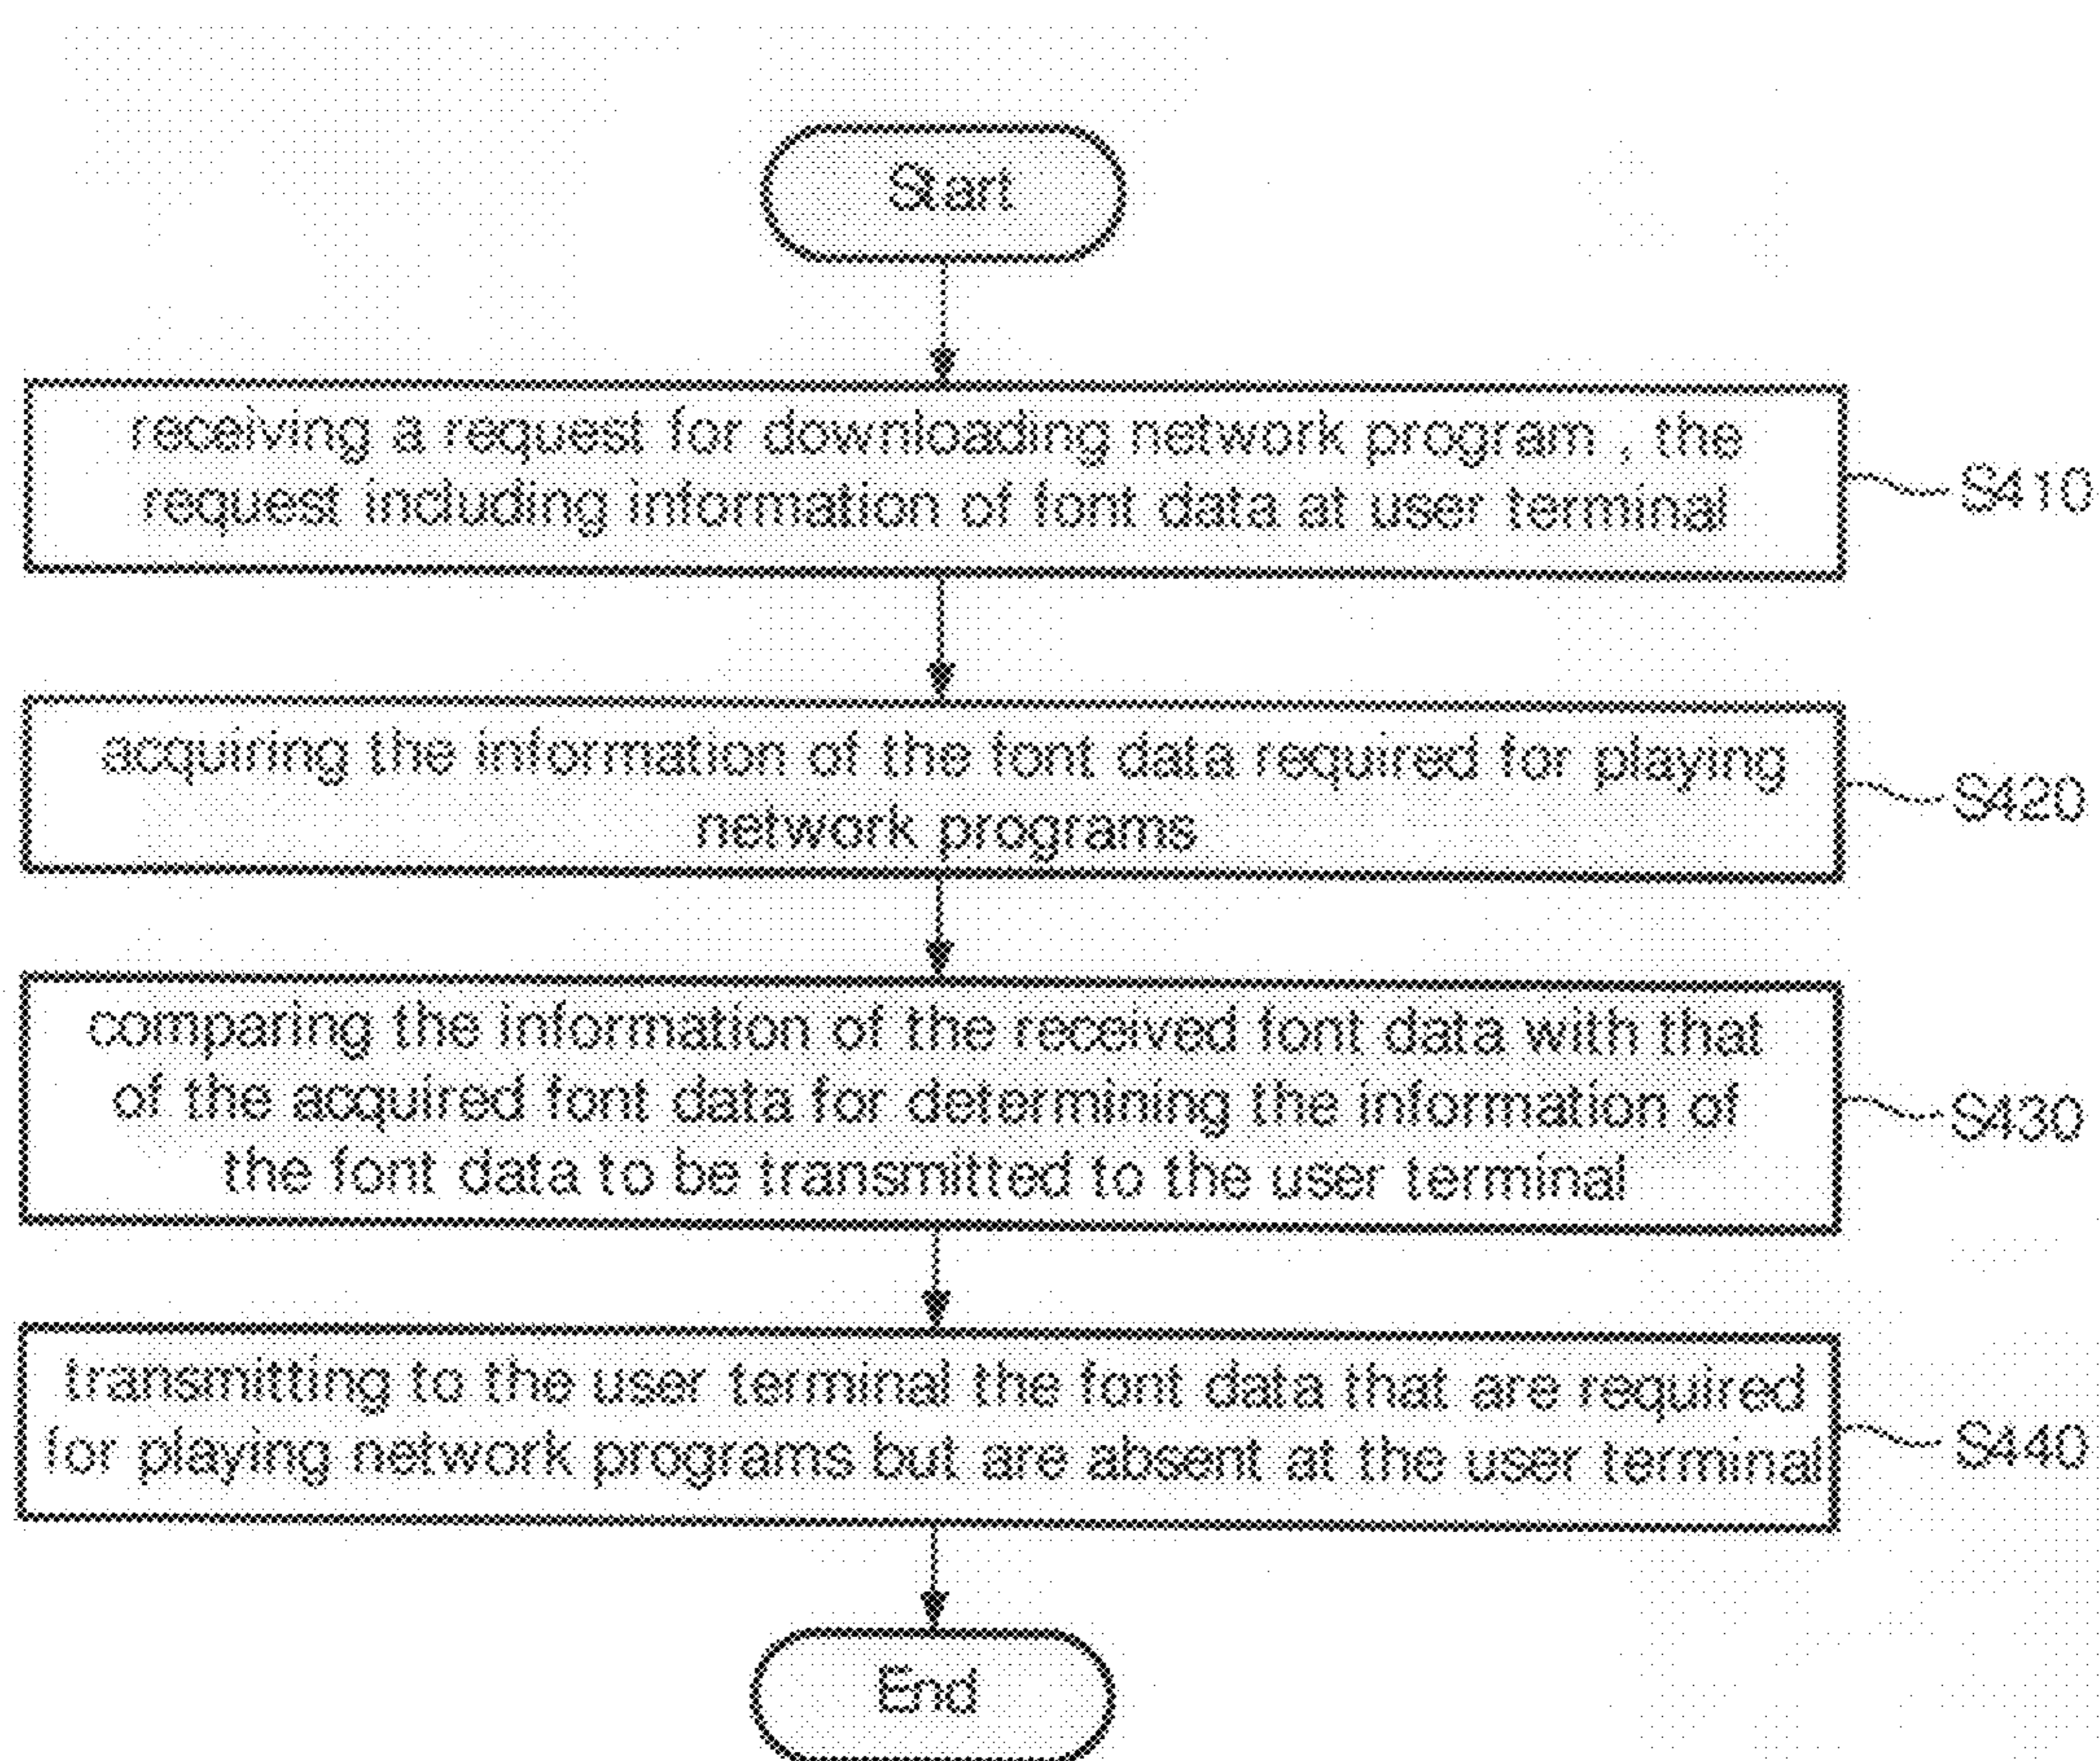 Start
receiving a request for downloading network program , the
request including information of font data at user terminal
S410
acquiring the information of the font data required for playing
network programs
S420
comparing the information of the received font data with that
of the acquired font data for determining the information of
the font data to be transmitted to the user terminal
S430
transmitting to the user terminal the font data that are required
for playing network programs but are absent at the user terminal
S440
End